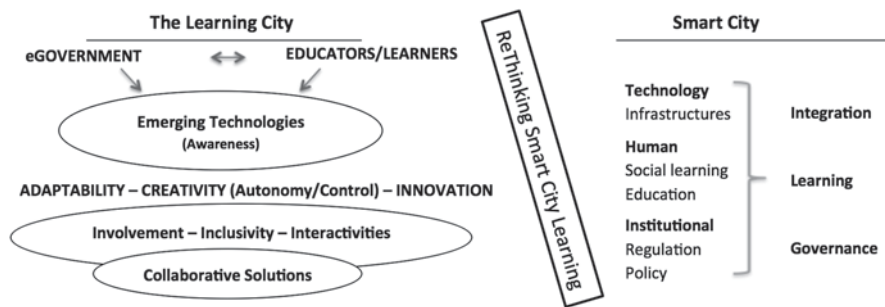 The Learning City
eGOVERNMENT
EDUCATORS/LEARNERS
Emerging Technologies
(Awareness)
ADAPTABILITY – CREATIVITY (Autonomy/Control) – INNOVATION
Involvement – Inclusivity – Interactivities
Collaborative Solutions
ReThinking Smart City Learning
Smart City
Technology
Infrastructures
Human
Social learning
Education
Institutional
Regulation
Policy
Integration
Learning
Governance